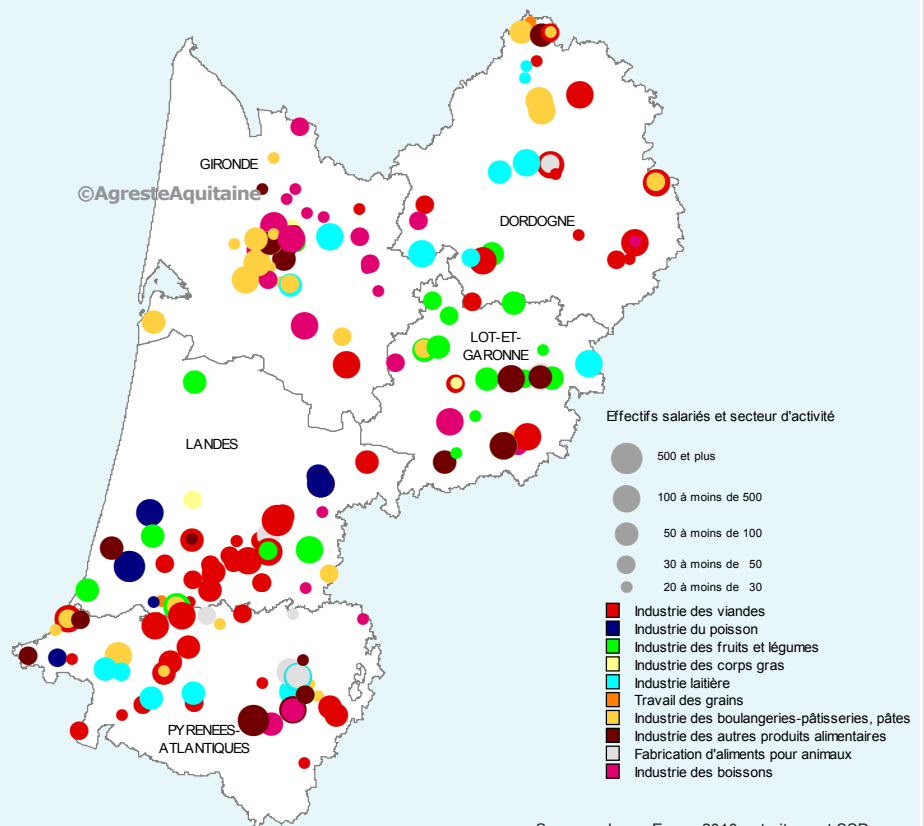 GIRONDE
©AgresteAquitaine
DORDOGNE
LOT-ET-
GARONNE
LANDES
PYRENEES-
ATLANTIQUES
Effectifs salariés et secteur d'activité
500 et plus
100 à moins de 500
50 à moins de 100
30 à moins de 50
20 à moins de 30
Industrie des viandes
Industrie du poisson
Industrie des fruits et légumes
Industrie des corps gras
Industrie laitière
Travail des grains
Industrie des boulangeries-pâtisseries, pâtes
Industrie des autres produits alimentaires
Fabrication d'aliments pour animaux
Industrie des boissons